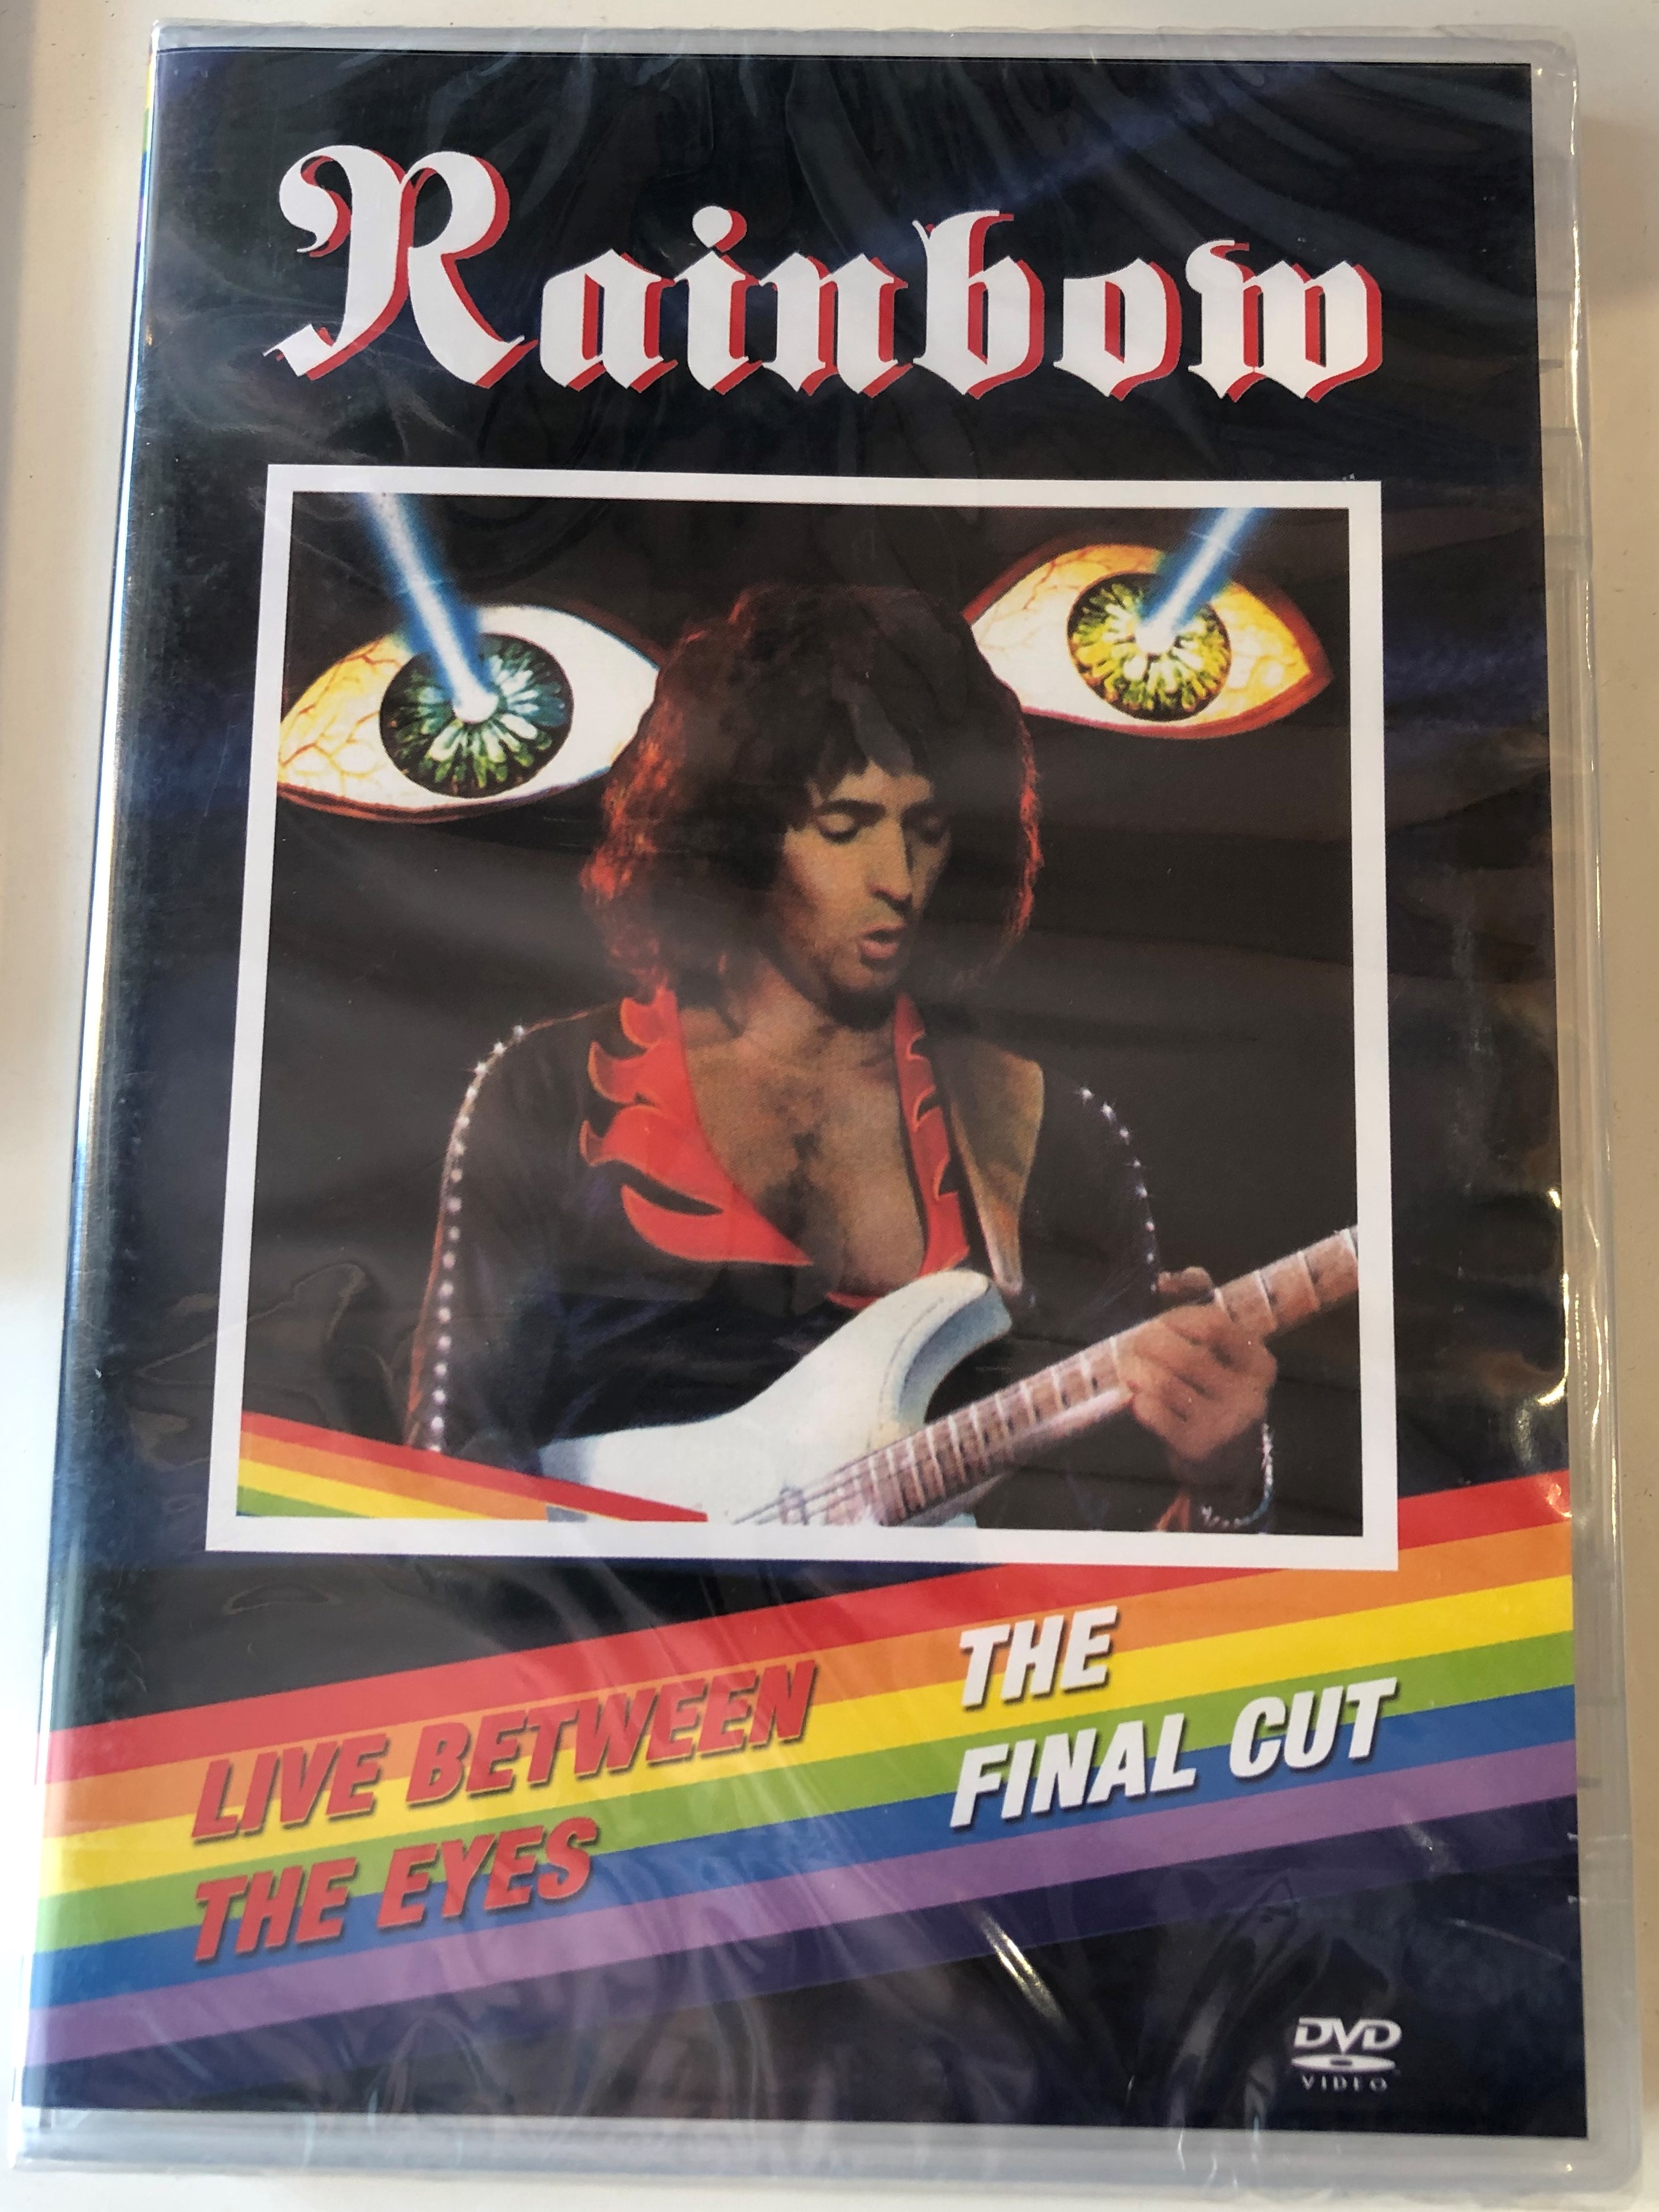 Rainbow
LIVE BETWEEN
THE EYES
THE
FINAL CUT
DVD
VIDEO